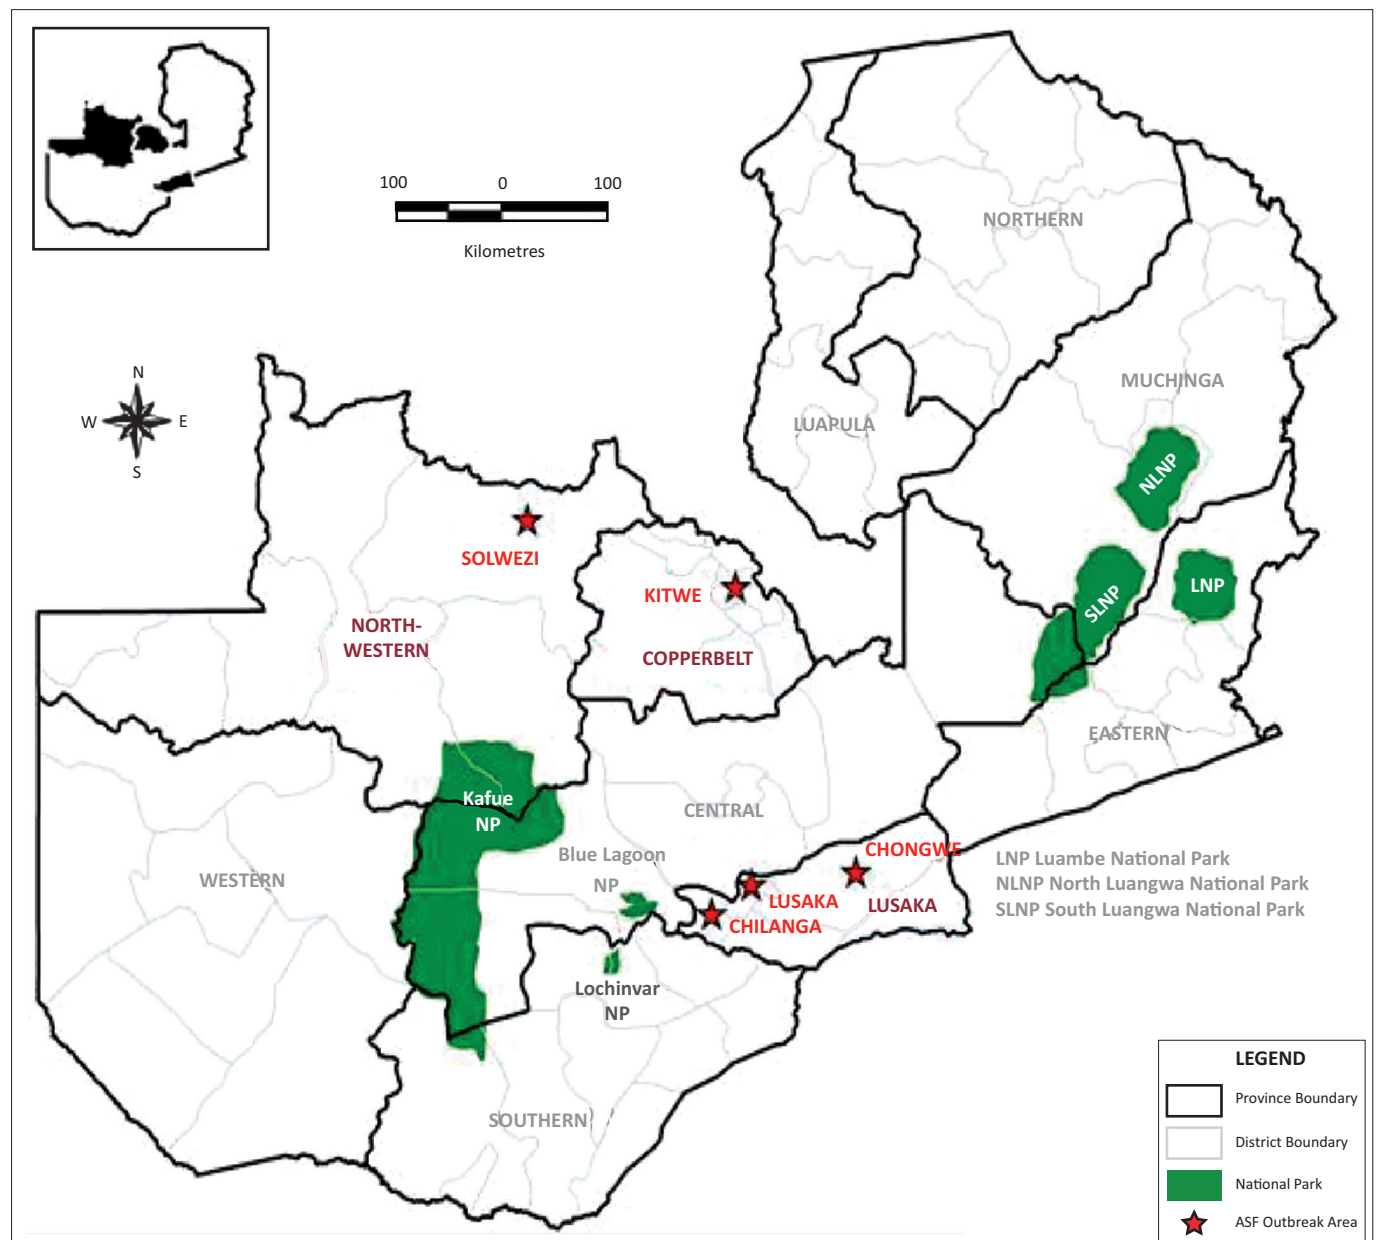 100 0 100
Kilometres
N
W E
S
NORTHERN
MUCHINGA
LUAPULA
NLNP
SOLWEZI
KITWE
SLNP
LNP
NORTH-
WESTERN
COPPERBELT
EASTERN
Kafue
NP
CENTRAL
Blue Lagoon
NP
WESTERN
CHONGWE
LUSAKA
LUSAKA
CHILANGA
LNP Luambe National Park
NLNP North Luangwa National Park
SLNP South Luangwa National Park
Lochinvar
NP
SOUTHERN
LEGEND
Province Boundary
District Boundary
National Park
ASF Outbreak Area